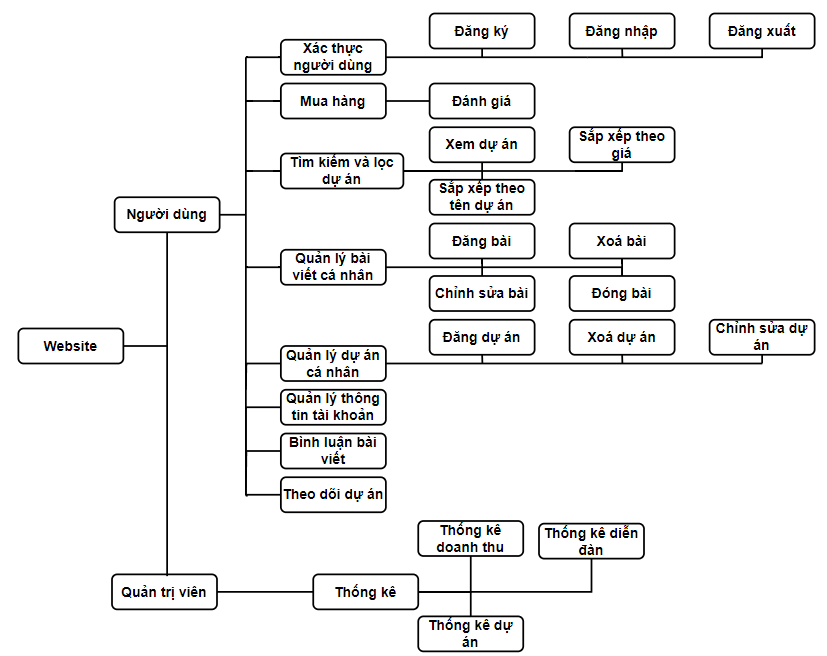 Đăng ký
Đăng nhập
Đăng xuất
Xác thực
người dùng
Mua hàng
Đánh giá
Xem dự án
Sắp xếp theo
giá
Tìm kiếm và lọc
dự án
Sắp xếp theo
tên dự án
Người dùng
Đăng bài
Xoá bài
Quản lý bài
viết cá nhân
Chỉnh sửa bài
Đóng bài
Website
Đăng dự án
Xoá dự án
Chỉnh sửa dự
án
Quản lý dự án
cá nhân
Quản lý thông
tin tài khoản
Bình luận bài
viết
Theo dõi dự án
Thống kê
doanh thu
Thống kê diễn
đàn
Quản trị viên
Thống kê
Thống kê dự
án